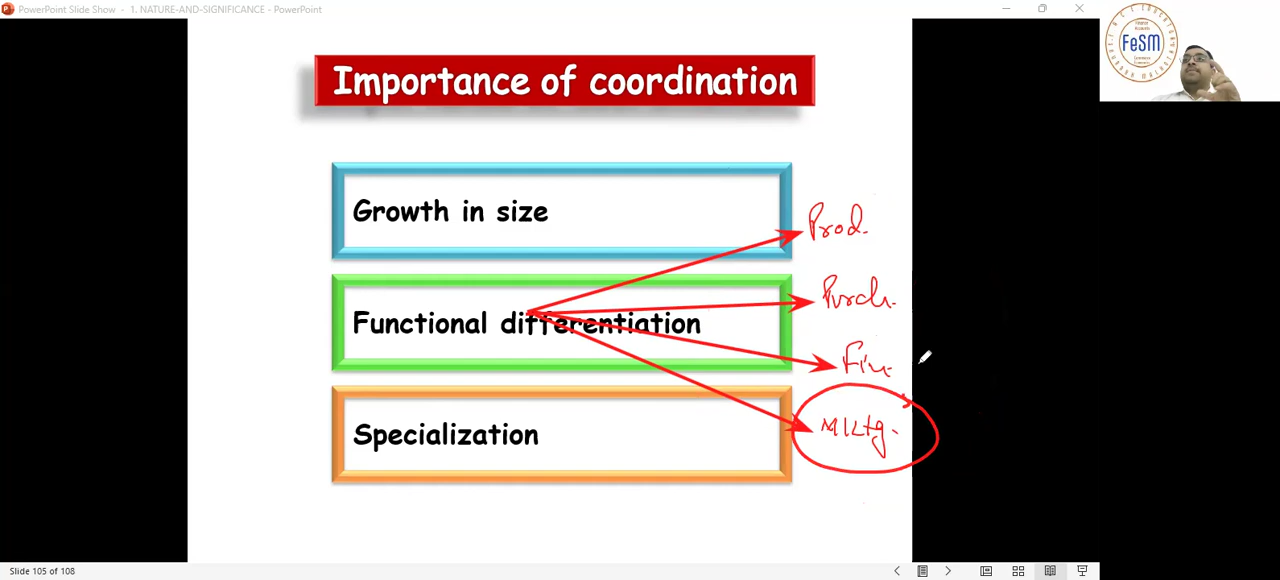 PowerPoint Slide Show - 1. NATURE-AND-SIGNIFICANCE - PowerPoint
FeSM
Importance of coordination
Growth in size
Prod.
Purch.
Functional differentiation
Fin.
Mktg.
Specialization
Slide 105 of 108